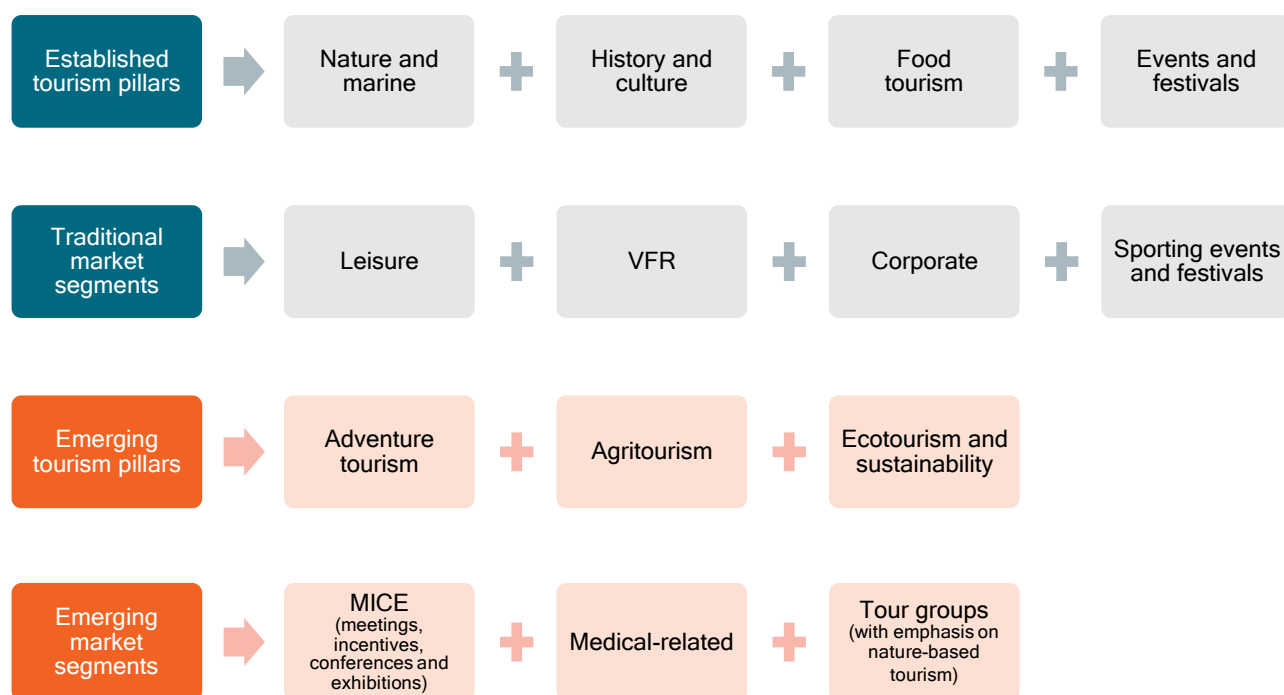 Established
tourism pillars
Nature and
marine
History and
culture
Food
tourism
Events and
festivals
Traditional
market
segments
Leisure
VFR
Corporate
Sporting events
and festivals
Emerging
tourism pillars
Adventure
tourism
Agritourism
Ecotourism and
sustainability
Emerging
market
segments
MICE
(meetings,
incentives,
conferences and
exhibitions)
Medical-related
Tour groups
(with emphasis on
nature-based
tourism)